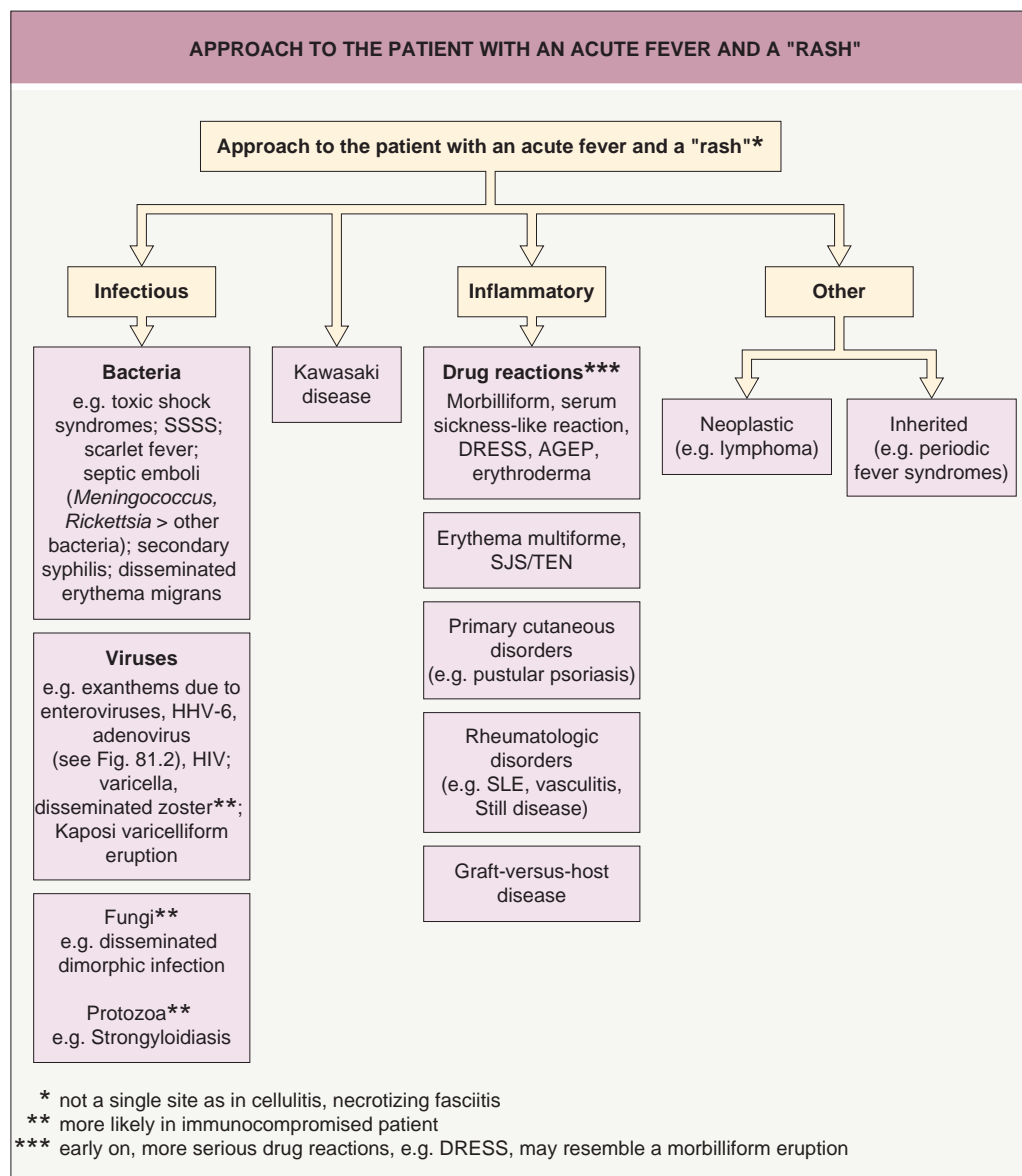 APPROACH TO THE PATIENT WITH AN ACUTE FEVER AND A "RASH"
Approach to the patient with an acute fever and a "rash"*
Infectious
Bacteria
e.g. toxic shock
syndromes; SSSS;
scarlet fever;
septic emboli
(Meningococcus,
Rickettsia > other
bacteria); secondary
syphilis; disseminated
erythema migrans
Viruses
e.g. exanthems due to
enteroviruses, HHV-6,
adenovirus
(see Fig. 81.2), HIV;
varicella,
disseminated zoster**;
Kaposi varicelliform
eruption
Fungi**
e.g. disseminated
dimorphic infection
Protozoa**
e.g. Strongyloidiasis
Kawasaki
disease
Inflammatory
Drug reactions***
Morbilliform, serum
sickness-like reaction,
DRESS, AGEP,
erythroderma
Erythema multiforme,
SJS/TEN
Primary cutaneous
disorders
(e.g. pustular psoriasis)
Rheumatologic
disorders
(e.g. SLE, vasculitis,
Still disease)
Graft-versus-host
disease
Other
Neoplastic
(e.g. lymphoma)
Inherited
(e.g. periodic
fever syndromes)
* not a single site as in cellulitis, necrotizing fasciitis
** more likely in immunocompromised patient
*** early on, more serious drug reactions, e.g. DRESS, may resemble a morbilliform eruption